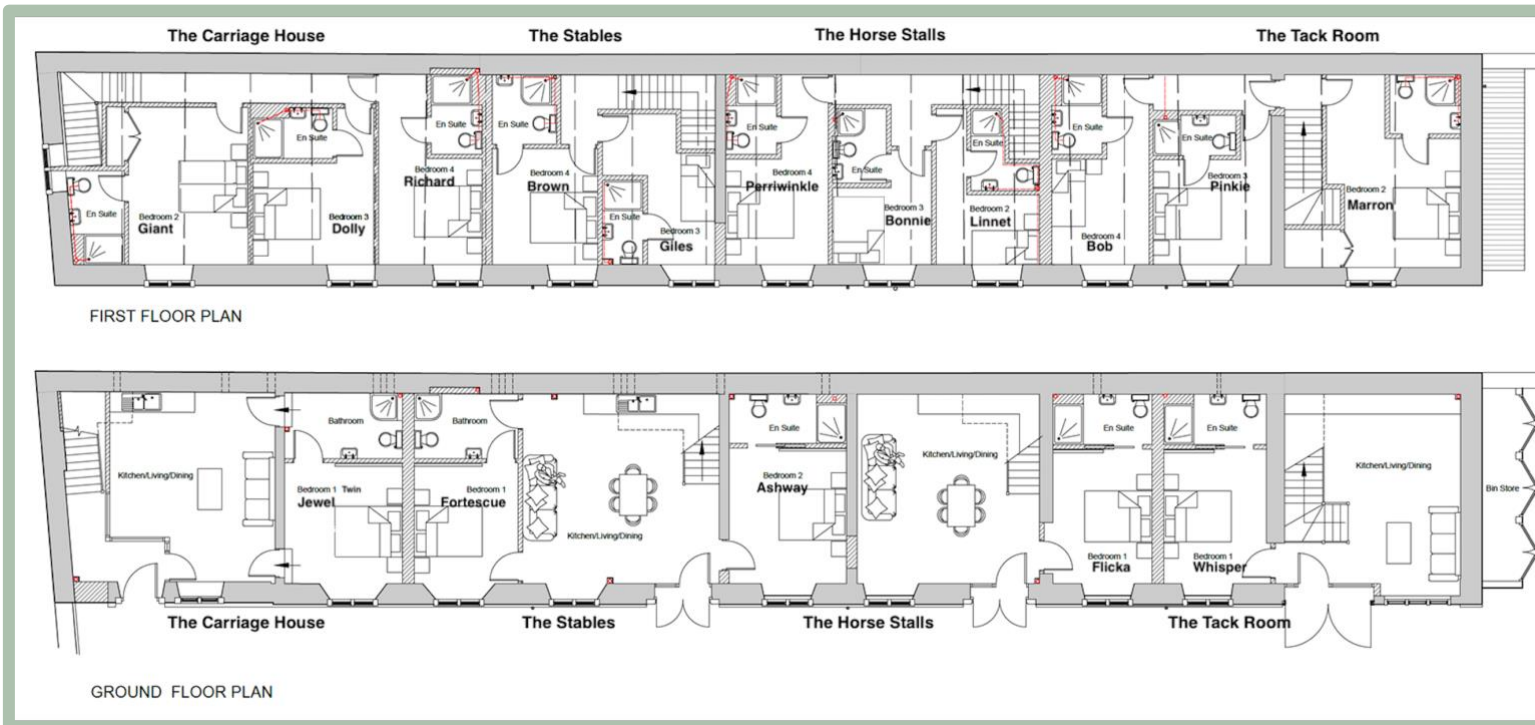 The Carriage House
The Stables
The Horse Stalls
The Tack Room
En Suite
Bedroom 2
Giant
En Suite
Bedroom 3
Dolly
En Suite
Bedroom 4
Richard
En Suite
Bedroom 4
Brown
En Suite
Bedroom 3
Giles
En Suite
Bedroom 4
Perriwinkle
En Suite
Bedroom 3
Bonnie
En Suite
Bedroom 2
Linnet
En Suite
Bedroom 4
Bob
En Suite
Bedroom 3
Pinkie
En Suite
Bedroom 2
Marron
FIRST FLOOR PLAN
Kitchen/Living/Dining
Bathroom
Bedroom 1 Twin
Jewel
Bathroom
Bedroom 1
Fortescue
Kitchen/Living/Dining
En Suite
Bedroom 2
Ashway
Kitchen/Living/Dining
En Suite
Bedroom 1
Flicka
En Suite
Bedroom 1
Whisper
Kitchen/Living/Dining
Bin Store
The Carriage House
The Stables
The Horse Stalls
The Tack Room
GROUND FLOOR PLAN